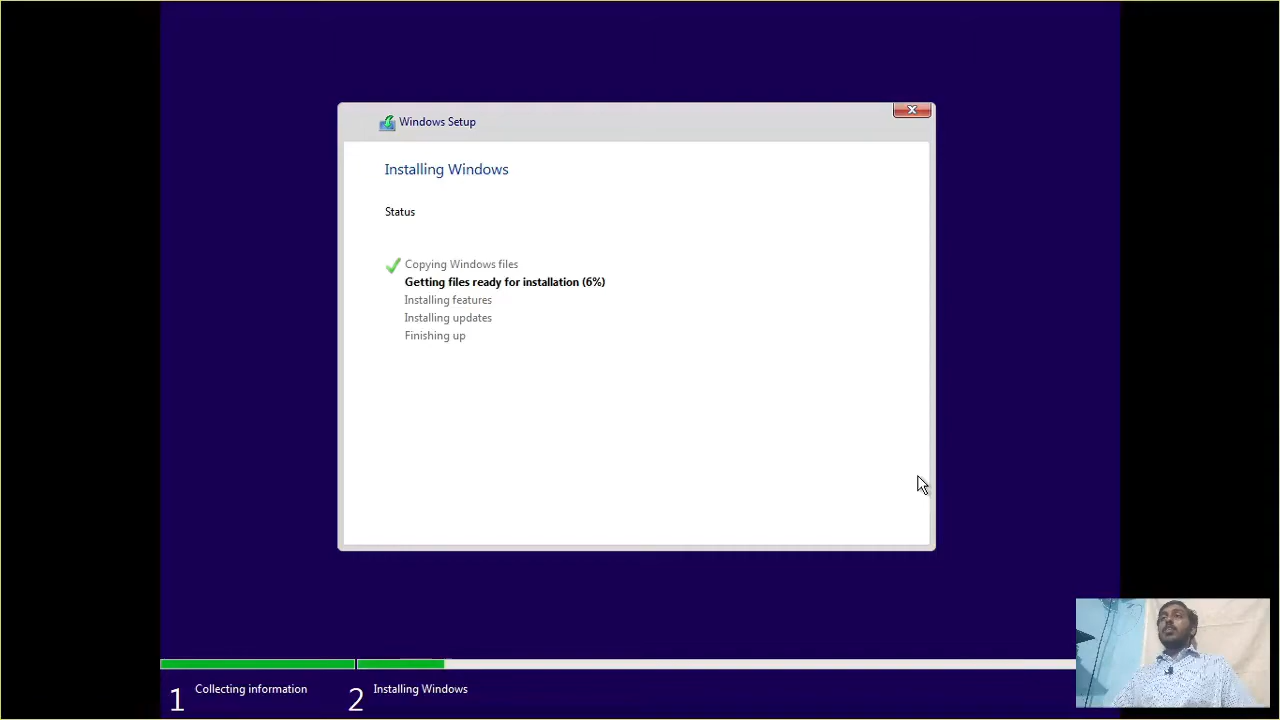 Windows Setup
Installing Windows
Status
Copying Windows files
Getting files ready for installation (6%)
Installing features
Installing updates
Finishing up
1 Collecting information
2 Installing Windows